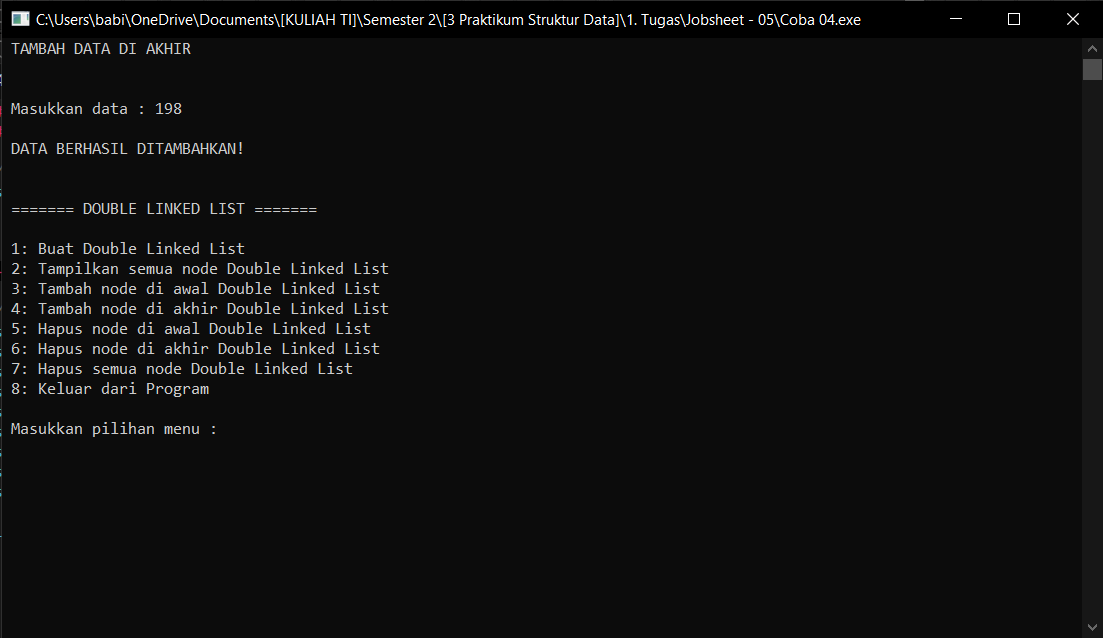 C:\Users\babi\OneDrive\Documents\[KULIAH TI]\Semester 2\[3 Praktikum Struktur Data]\1. Tugas\Jobsheet - 05\Coba 04.exe
TAMBAH DATA DI AKHIR
Masukkan data : 198
DATA BERHASIL DITAMBAHKAN!
======= DOUBLE LINKED LIST =======
1: Buat Double Linked List
2: Tampilkan semua node Double Linked List
3: Tambah node di awal Double Linked List
4: Tambah node di akhir Double Linked List
5: Hapus node di awal Double Linked List
6: Hapus node di akhir Double Linked List
7: Hapus semua node Double Linked List
8: Keluar dari Program
Masukkan pilihan menu :